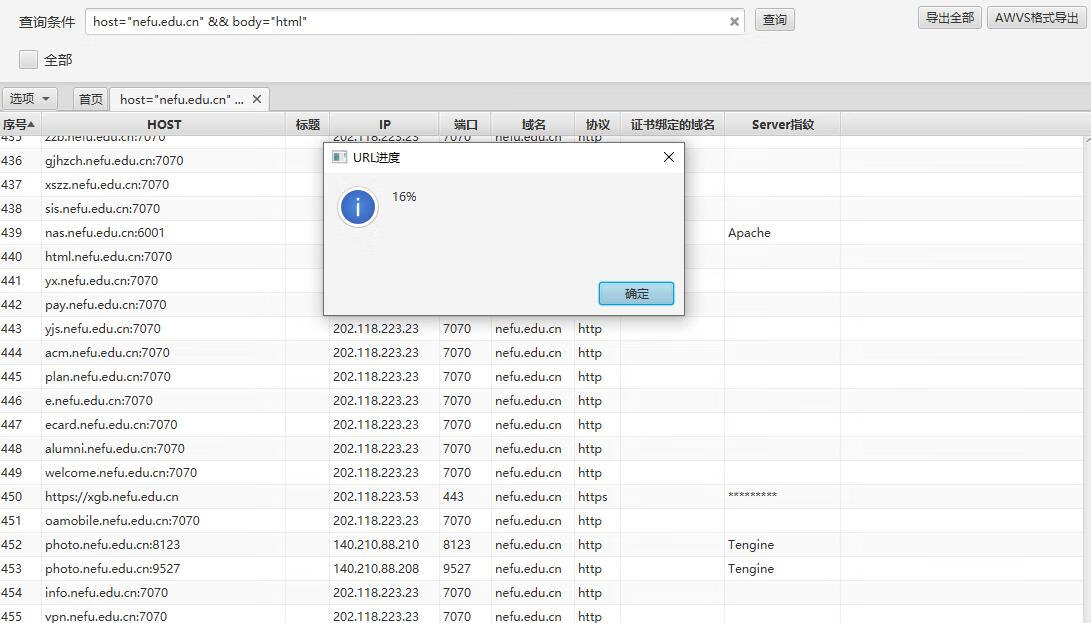 查询条件 host="nefu.edu.cn" && body="html" 查询 导出全部 AWVS格式导出
全部
选项 首页 host="nefu.edu.cn" ...
序号 HOST 标题 IP 端口 域名 协议 证书绑定的域名 Server指纹
435 zzb.nefu.edu.cn:7070 202.118.223.23 7070 nefu.edu.cn http
URL进度
16%
确定
436 gjhzch.nefu.edu.cn:7070
437 xszz.nefu.edu.cn:7070
438 sis.nefu.edu.cn:7070
439 nas.nefu.edu.cn:6001 Apache
440 html.nefu.edu.cn:7070
441 yx.nefu.edu.cn:7070
442 pay.nefu.edu.cn:7070
443 yjs.nefu.edu.cn:7070 202.118.223.23 7070 nefu.edu.cn http
444 acm.nefu.edu.cn:7070 202.118.223.23 7070 nefu.edu.cn http
445 plan.nefu.edu.cn:7070 202.118.223.23 7070 nefu.edu.cn http
446 e.nefu.edu.cn:7070 202.118.223.23 7070 nefu.edu.cn http
447 ecard.nefu.edu.cn:7070 202.118.223.23 7070 nefu.edu.cn http
448 alumni.nefu.edu.cn:7070 202.118.223.23 7070 nefu.edu.cn http
449 welcome.nefu.edu.cn:7070 202.118.223.23 7070 nefu.edu.cn http
450 https://xgb.nefu.edu.cn 202.118.223.53 443 nefu.edu.cn https *********
451 oamobile.nefu.edu.cn:7070 202.118.223.23 7070 nefu.edu.cn http
452 photo.nefu.edu.cn:8123 140.210.88.210 8123 nefu.edu.cn http Tengine
453 photo.nefu.edu.cn:9527 140.210.88.208 9527 nefu.edu.cn http Tengine
454 info.nefu.edu.cn:7070 202.118.223.23 7070 nefu.edu.cn http
455 vpn.nefu.edu.cn:7070 202.118.223.23 7070 nefu.edu.cn http